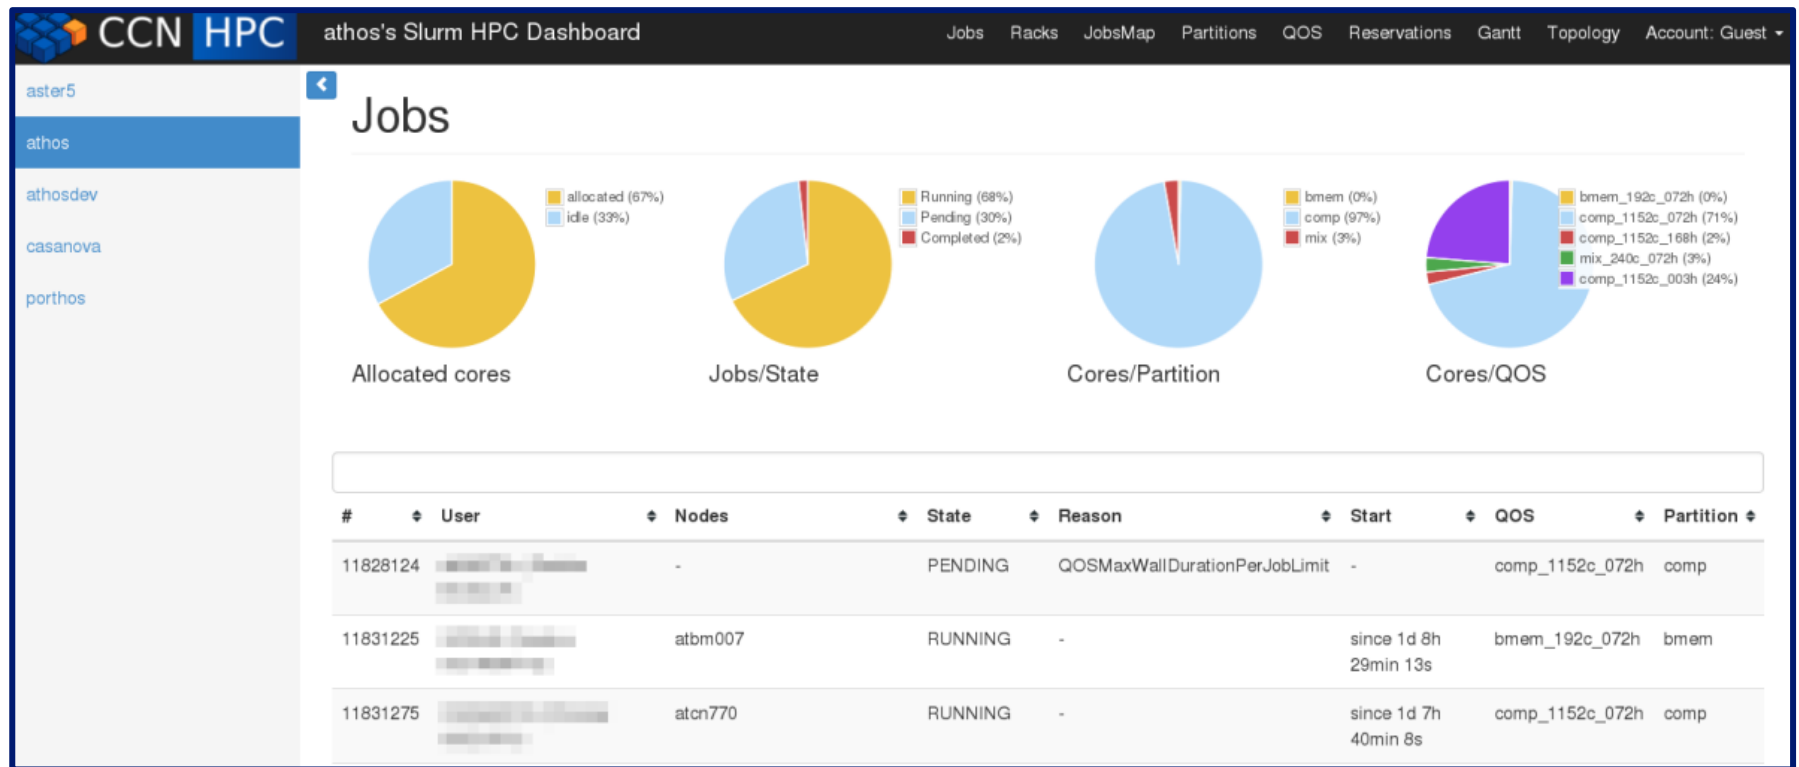 CCN HPC athos's Slurm HPC Dashboard Jobs Racks JobsMap Partitions QOS Reservations Gantt Topology Account: Guest
aster5
athos
athosdev
casanova
porthos
Jobs
allocated (67%)
idle (33%)
Allocated cores
Running (68%)
Pending (30%)
Completed (2%)
Jobs/State
bmem (0%)
comp (97%)
mix (3%)
Cores/Partition
bmem_192c_072h (0%)
comp_1152c_072h (71%)
comp_1152c_168h (2%)
mix_240c_072h (3%)
comp_1152c_003h (24%)
Cores/QOS
# User Nodes State Reason Start QOS Partition
11828124 - PENDING QOSMaxWallDurationPerJobLimit - comp_1152c_072h comp
11831225 atbm007 RUNNING - since 1d 8h bmem_192c_072h bmem
29min 13s
11831275 atcn770 RUNNING - since 1d 7h comp_1152c_072h comp
40min 8s